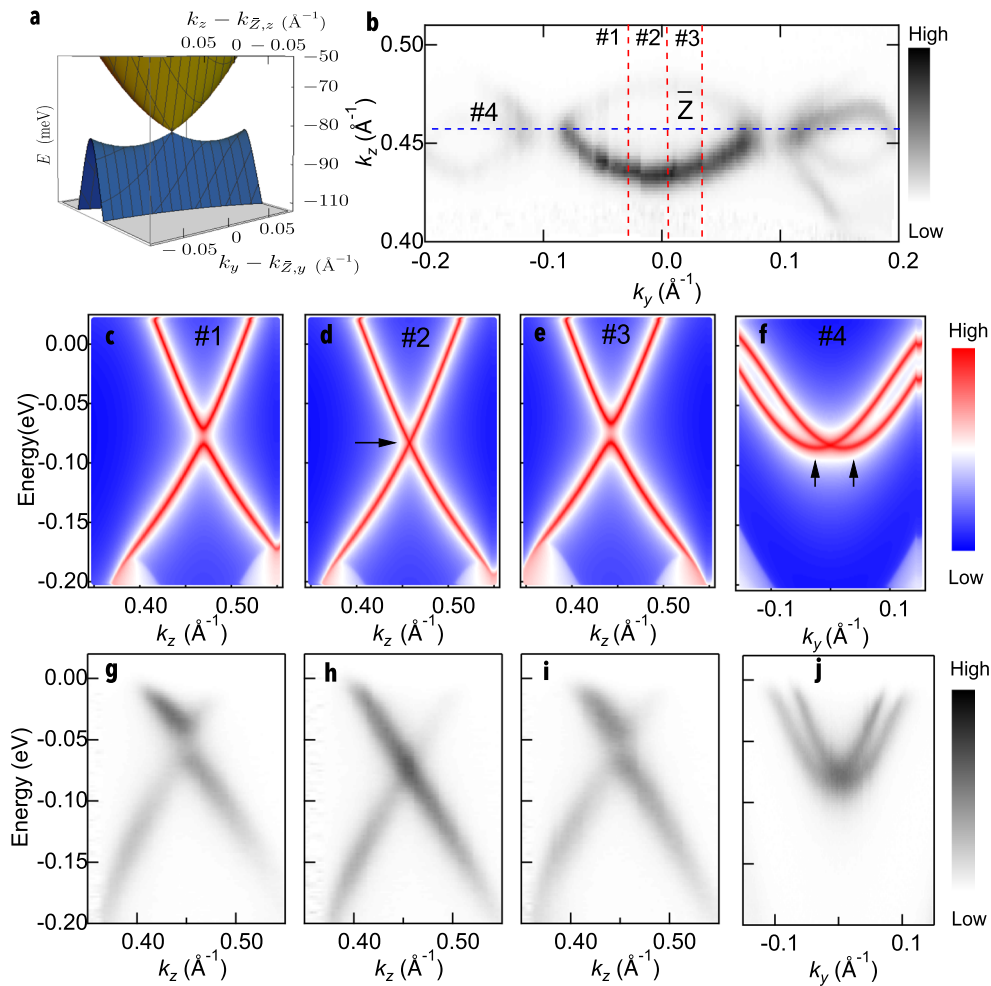 a
k_z − k_Z̄,z (Å⁻¹)
0.05 0 − 0.05
E (meV)
−50
−70
−80
−90
−110
− 0.05 0 0.05
k_y − k_Z̄,y (Å⁻¹)
b
0.50
0.45
0.40
k_z (Å⁻¹)
#1 #2 #3
#4
Z̄
-0.2 -0.1 0.0 0.1 0.2
k_y (Å⁻¹)
High
Low
c #1
d #2
e #3
f #4
0.00
-0.05
-0.10
-0.15
-0.20
Energy(eV)
0.40 0.50
k_z (Å⁻¹)
0.40 0.50
k_z (Å⁻¹)
0.40 0.50
k_z (Å⁻¹)
-0.1 0.1
k_y (Å⁻¹)
High
Low
g
h
i
j
0.00
-0.05
-0.10
-0.15
-0.20
Energy (eV)
0.40 0.50
k_z (Å⁻¹)
0.40 0.50
k_z (Å⁻¹)
0.40 0.50
k_z (Å⁻¹)
-0.1 0.1
k_y (Å⁻¹)
High
Low